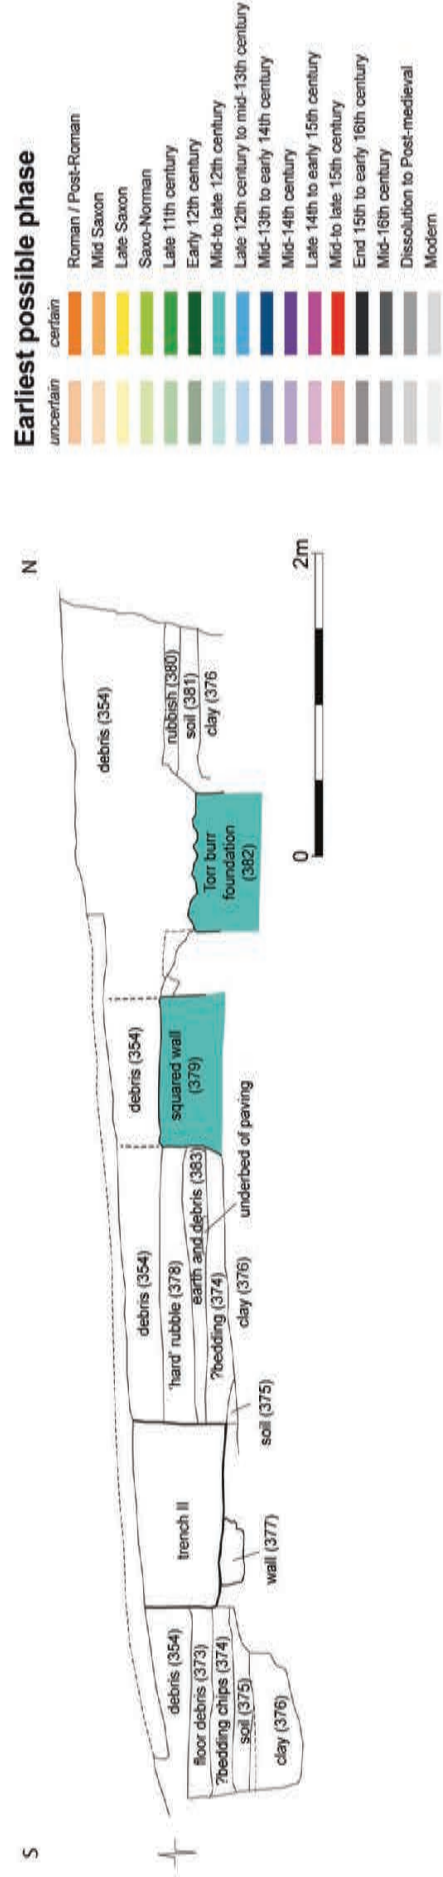 S
N
debris (354)
floor debris (373)
?bedding chips (374)
soil (375)
clay (376)
trench II
wall (377)
soil (375)
debris (354)
'hard' rubble (378)
earth and debris (383)
?bedding (374)
clay (376)
underbed of paving
debris (354)
squared wall
(379)
Torr burr
foundation
(382)
debris (354)
rubbish (380)
soil (381)
clay (376
0
2m
Earliest possible phase
uncertain
certain
Roman / Post-Roman
Mid Saxon
Late Saxon
Saxo-Norman
Late 11th century
Early 12th century
Mid-to late 12th century
Late 12th century to mid-13th century
Mid-13th to early 14th century
Mid-14th century
Late 14th to early 15th century
Mid-to late 15th century
End 15th to early 16th century
Mid- 16th century
Dissolution to Post-medieval
Modern